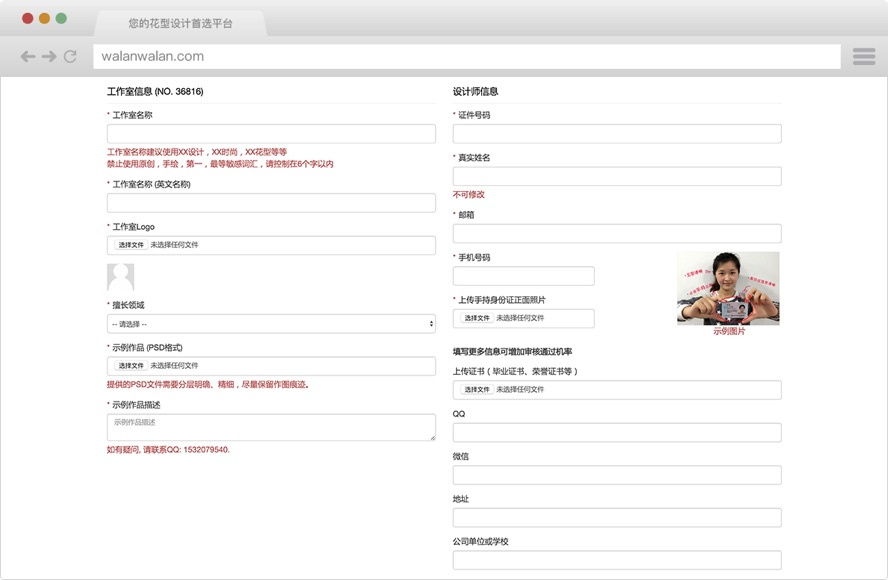 您的花型设计首选平台
walanwalan.com
工作室信息 (NO. 36816)
* 工作室名称
工作室名称建议使用XX设计，XX时尚，XX花型等等
禁止使用原创，手绘，第一，最等敏感词汇，请控制在6个字以内
* 工作室名称 (英文名称)
* 工作室Logo
选择文件 未选择任何文件
* 擅长领域
-- 请选择 --
* 示例作品 (PSD格式)
选择文件 未选择任何文件
提供的PSD文件需要分层明确、精细，尽量保留作图痕迹。
* 示例作品描述
示例作品描述
如有疑问, 请联系QQ: 1532079540.
设计师信息
* 证件号码
* 真实姓名
不可修改
* 邮箱
* 手机号码
* 上传手持身份证正面照片
选择文件 未选择任何文件
示例图片
填写更多信息可增加审核通过机率
上传证书（毕业证书、荣誉证书等）
选择文件 未选择任何文件
QQ
微信
地址
公司单位或学校